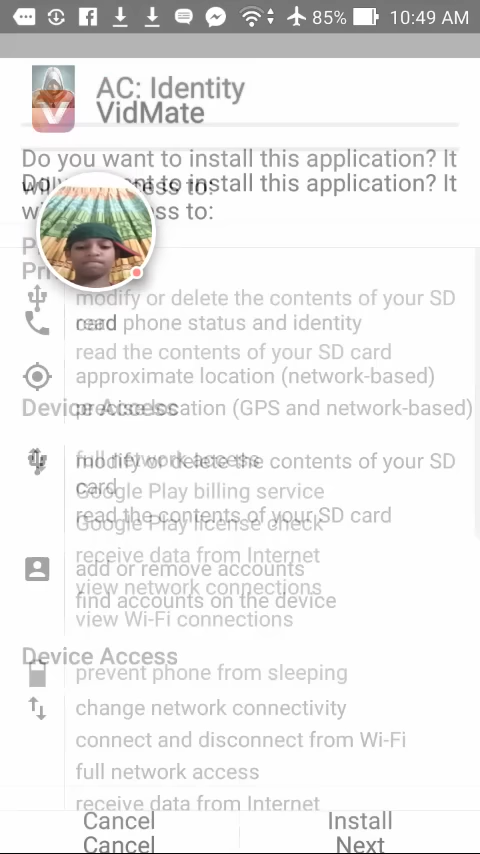 85% 10:49 AM
AC: Identity
VidMate
Do you want to install this application? It
Do you want to install this application? It
will get access to:
modify or delete the contents of your SD
card
read phone status and identity
read the contents of your SD card
approximate location (network-based)
Device Access
precise location (GPS and network-based)
full network access
modify or delete the contents of your SD
card
Google Play billing service
read the contents of your SD card
Google Play license check
receive data from Internet
add or remove accounts
view network connections
find accounts on the device
view Wi-Fi connections
Device Access
prevent phone from sleeping
change network connectivity
connect and disconnect from Wi-Fi
full network access
receive data from Internet
Cancel Install
Cancel Next